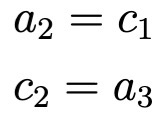 a₂ = c₁
c₂ = a₃